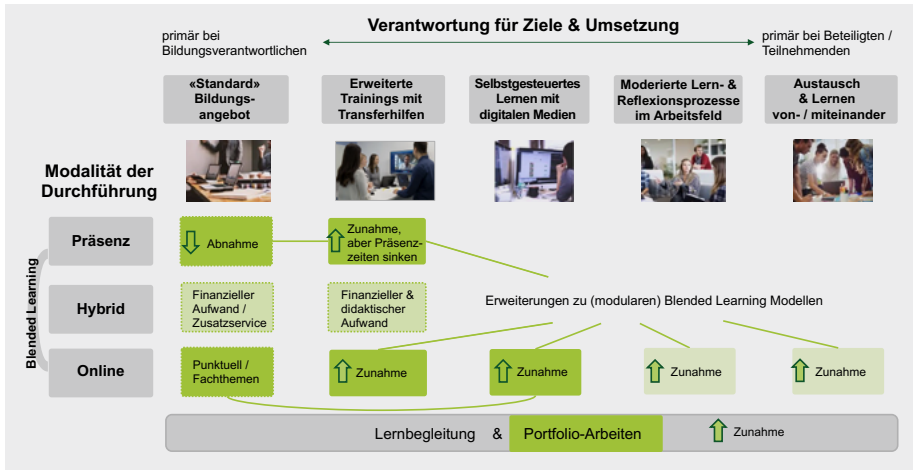 Verantwortung für Ziele & Umsetzung
primär bei
Bildungsverantwortlichen
primär bei Beteiligten /
Teilnehmenden
«Standard»
Bildungs-
angebot
Erweiterte
Trainings mit
Transferhilfen
Selbstgesteuertes
Lernen mit
digitalen Medien
Moderierte Lern- &
Reflexionsprozesse
im Arbeitsfeld
Austausch
& Lernen
von- / miteinander
Modalität der
Durchführung
Blended Learning
Präsenz
Abnahme
Zunahme,
aber Präsenz-
zeiten sinken
Hybrid
Finanzieller
Aufwand /
Zusatzservice
Finanzieller &
didaktischer
Aufwand
Erweiterungen zu (modularen) Blended Learning Modellen
Online
Punktuell /
Fachthemen
Zunahme
Zunahme
Zunahme
Zunahme
Lernbegleitung & Portfolio-Arbeiten
Zunahme